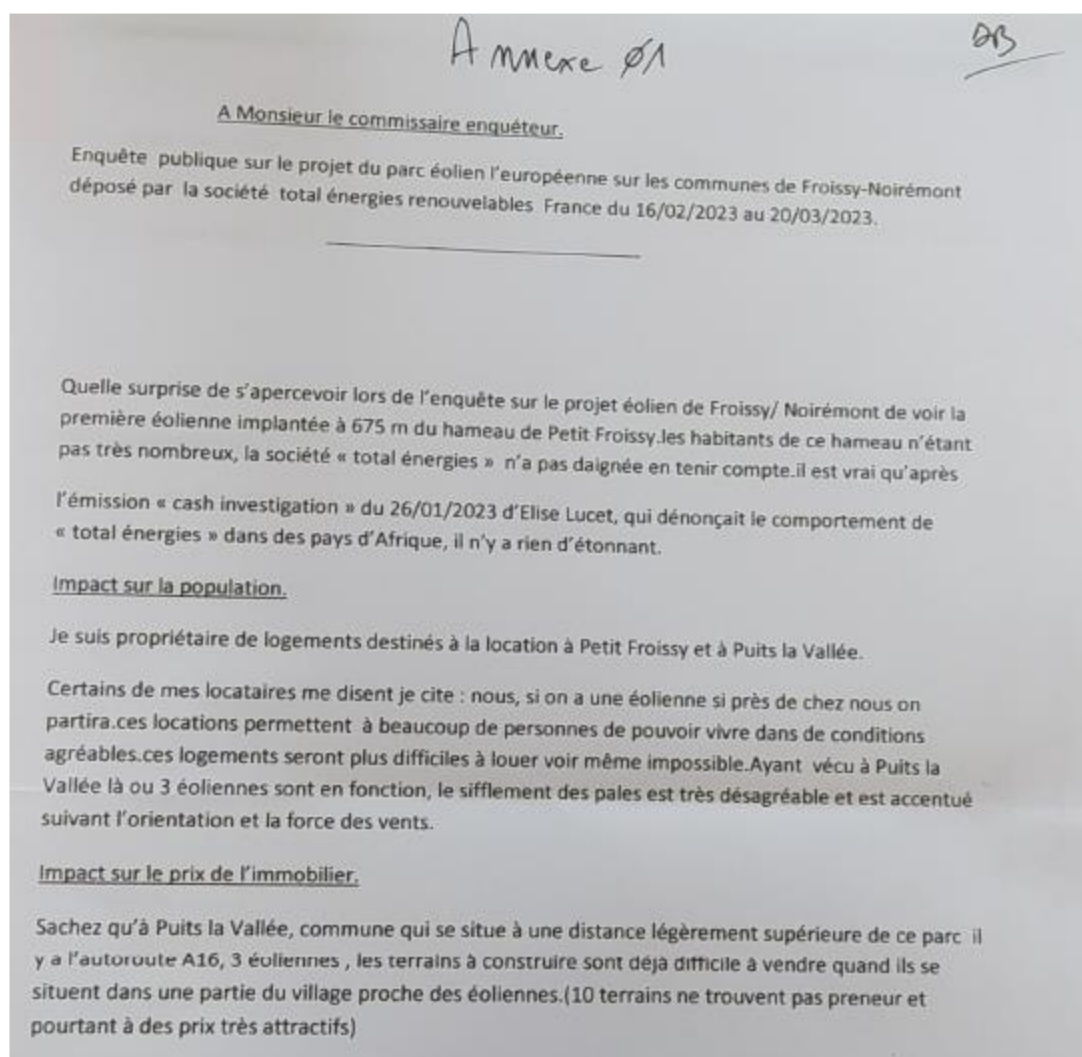 Annexe Ø1
DB
A Monsieur le commissaire enquéteur.
Enquête publique sur le projet du parc éolien l'européenne sur les communes de Froissy-Noirémont
déposé par la société total énergies renouvelables France du 16/02/2023 au 20/03/2023.
Quelle surprise de s'apercevoir lors de l'enquête sur le projet éolien de Froissy/ Noirémont de voir la
première éolienne implantée à 675 m du hameau de Petit Froissy.les habitants de ce hameau n'étant
pas très nombreux, la société « total énergies » n'a pas daignée en tenir compte.il est vrai qu'après
l'émission « cash investigation » du 26/01/2023 d'Elise Lucet, qui dénonçait le comportement de
« total énergies » dans des pays d'Afrique, il n'y a rien d'étonnant.
Impact sur la population.
Je suis propriétaire de logements destinés à la location à Petit Froissy et à Puits la Vallée.
Certains de mes locataires me disent je cite : nous, si on a une éolienne si près de chez nous on
partira.ces locations permettent à beaucoup de personnes de pouvoir vivre dans de conditions
agréables.ces logements seront plus difficiles à louer voir même impossible.Ayant vécu à Puits la
Vallée là ou 3 éoliennes sont en fonction, le sifflement des pales est très désagréable et est accentué
suivant l'orientation et la force des vents.
Impact sur le prix de l'immobilier.
Sachez qu'à Puits la Vallée, commune qui se situe à une distance légèrement supérieure de ce parc il
y a l'autoroute A16, 3 éoliennes , les terrains à construire sont déjà difficile à vendre quand ils se
situent dans une partie du village proche des éoliennes.(10 terrains ne trouvent pas preneur et
pourtant à des prix très attractifs)